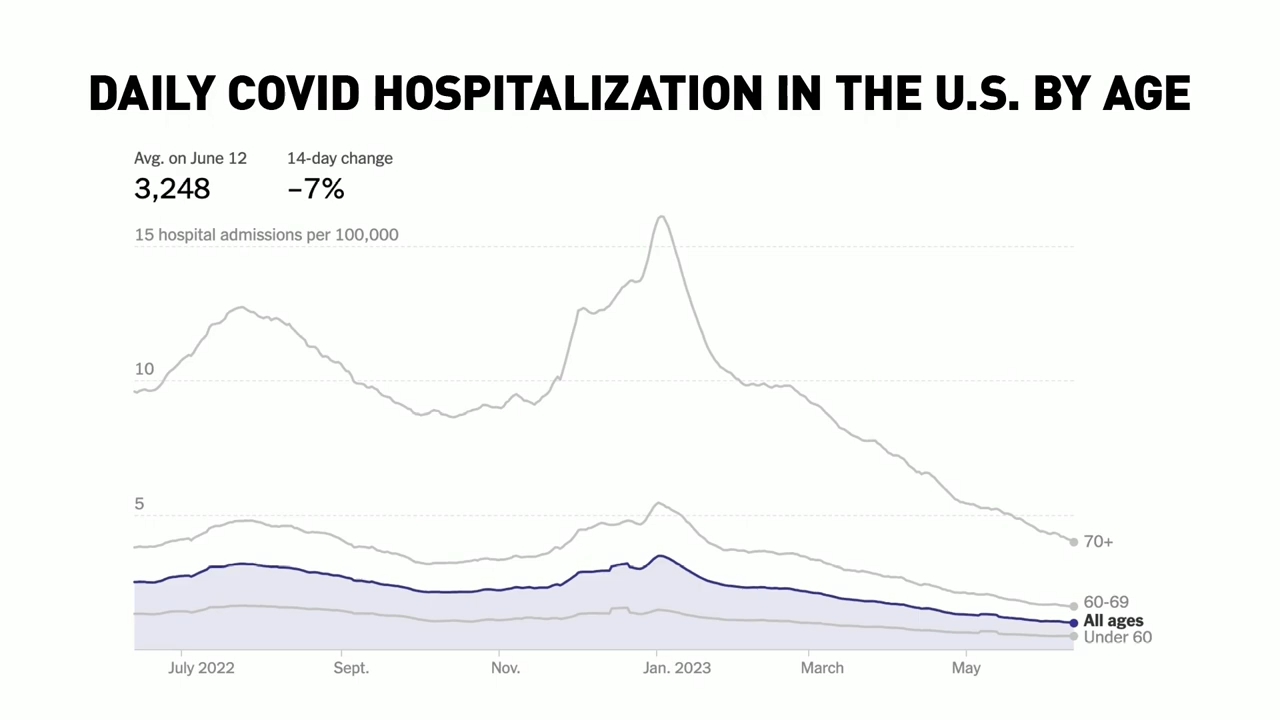 DAILY COVID HOSPITALIZATION IN THE U.S. BY AGE
Avg. on June 12 14-day change
3,248 –7%
15 hospital admissions per 100,000
10
5
70+
60-69
All ages
Under 60
July 2022 Sept. Nov. Jan. 2023 March May